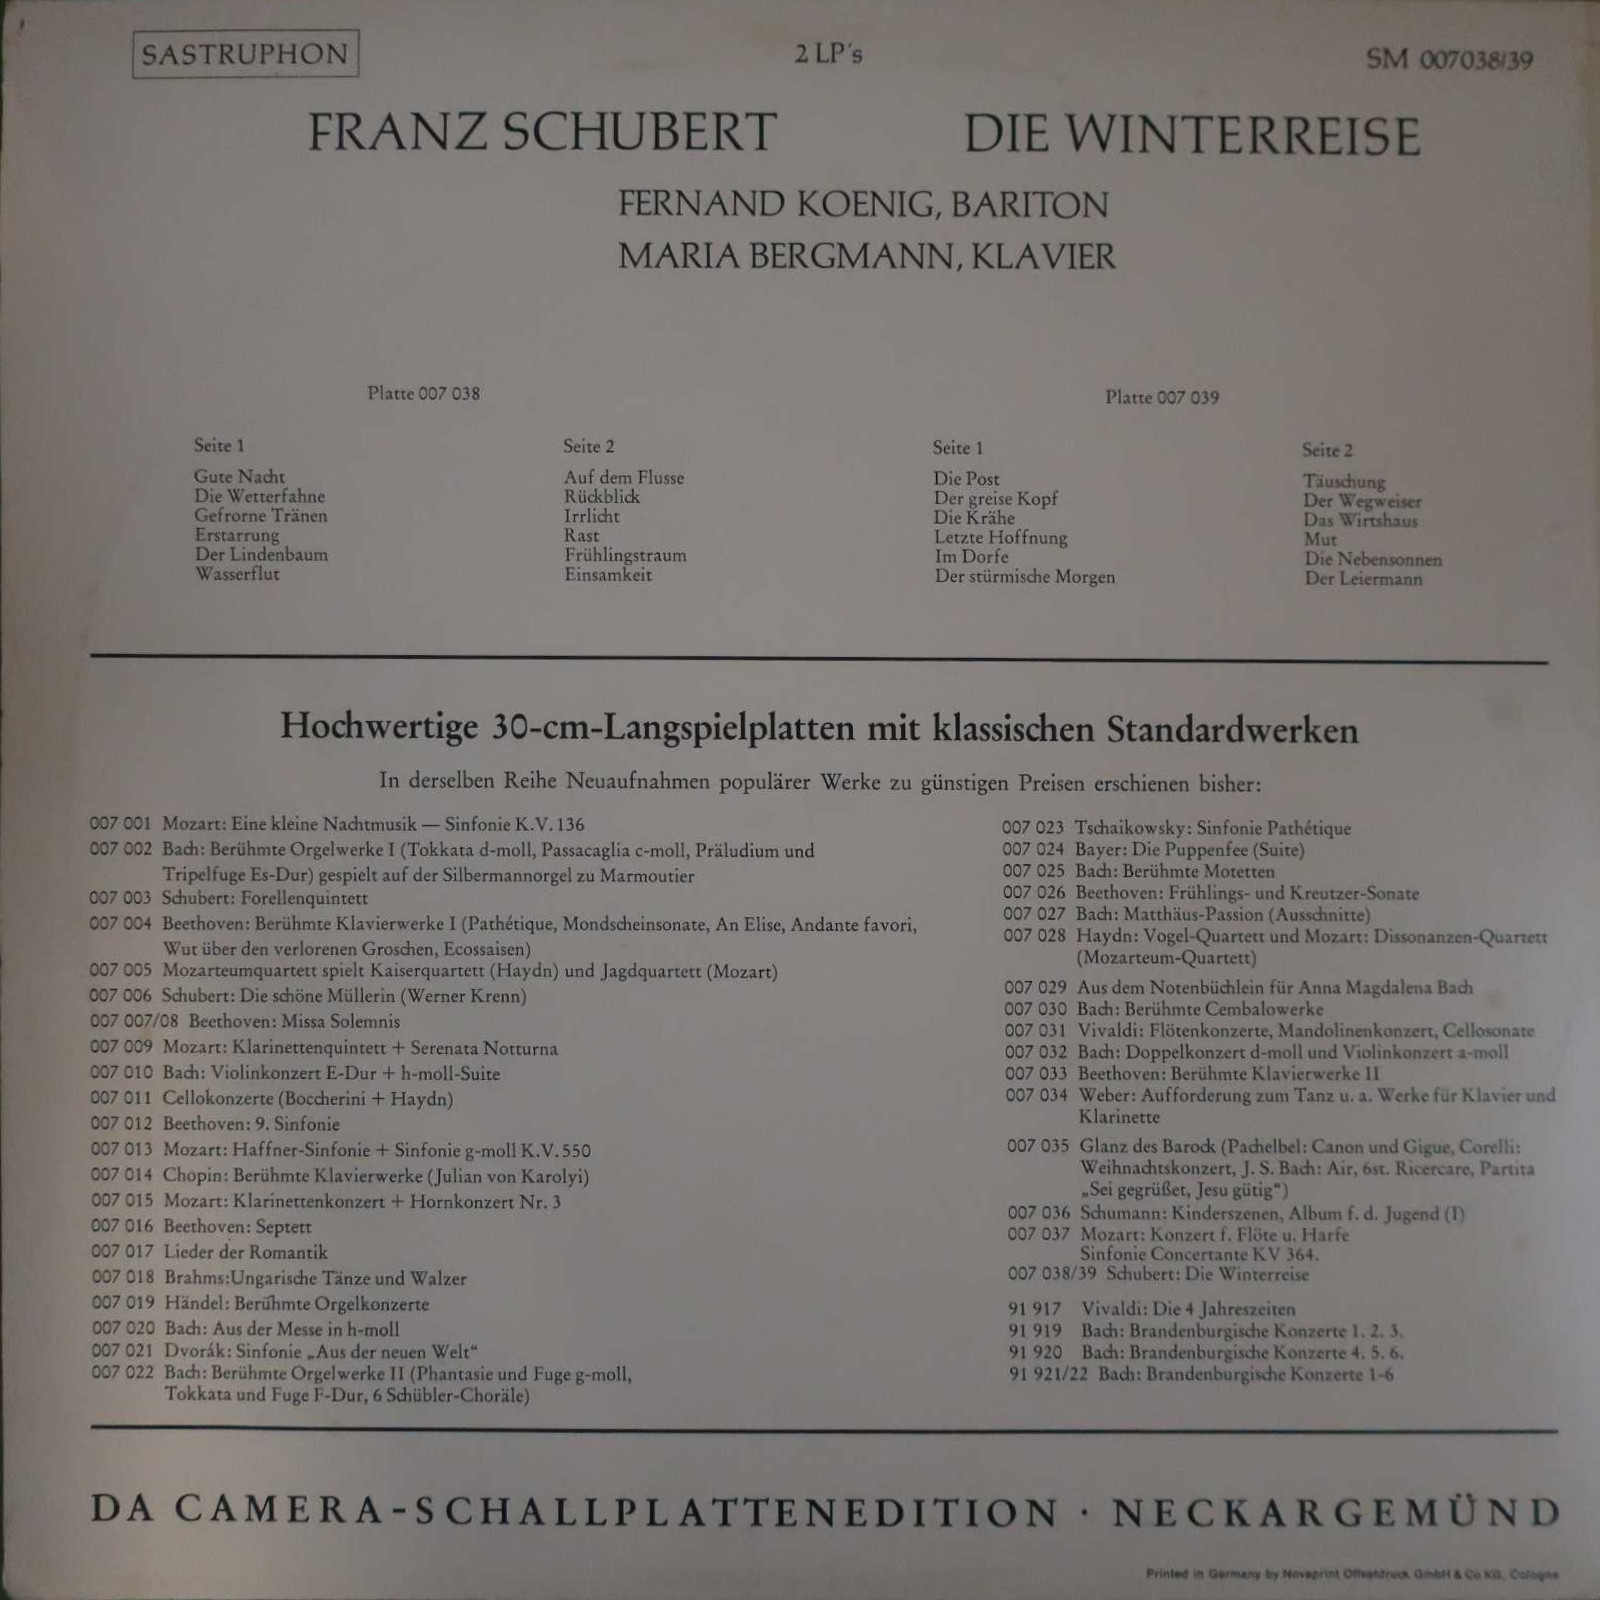 SASTRUPHON
2 LP's
SM 007038/39
FRANZ SCHUBERT DIE WINTERREISE
FERNAND KOENIG, BARITON
MARIA BERGMANN, KLAVIER
Platte 007 038
Seite 1
Gute Nacht
Die Wetterfahne
Gefrorne Tränen
Erstarrung
Der Lindenbaum
Wasserflut
Seite 2
Auf dem Flusse
Rückblick
Irrlicht
Rast
Frühlingstraum
Einsamkeit
Platte 007 039
Seite 1
Die Post
Der greise Kopf
Die Krähe
Letzte Hoffnung
Im Dorfe
Der stürmische Morgen
Seite 2
Täuschung
Der Wegweiser
Das Wirtshaus
Mut
Die Nebensonnen
Der Leiermann
Hochwertige 30-cm-Langspielplatten mit klassischen Standardwerken
In derselben Reihe Neuaufnahmen populärer Werke zu günstigen Preisen erschienen bisher:
007 001 Mozart: Eine kleine Nachtmusik — Sinfonie K.V. 136
007 002 Bach: Berühmte Orgelwerke I (Tokkata d-moll, Passacaglia c-moll, Präludium und
Tripelfuge Es-Dur) gespielt auf der Silbermannorgel zu Marmoutier
007 003 Schubert: Forellenquintett
007 004 Beethoven: Berühmte Klavierwerke I (Pathétique, Mondscheinsonate, An Elise, Andante favori,
Wut über den verlorenen Groschen, Ecossaisen)
007 005 Mozarteumquartett spielt Kaiserquartett (Haydn) und Jagdquartett (Mozart)
007 006 Schubert: Die schöne Müllerin (Werner Krenn)
007 007/08 Beethoven: Missa Solemnis
007 009 Mozart: Klarinettenquintett + Serenata Notturna
007 010 Bach: Violinkonzert E-Dur + h-moll-Suite
007 011 Cellokonzerte (Boccherini + Haydn)
007 012 Beethoven: 9. Sinfonie
007 013 Mozart: Haffner-Sinfonie + Sinfonie g-moll K.V. 550
007 014 Chopin: Berühmte Klavierwerke (Julian von Karolyi)
007 015 Mozart: Klarinettenkonzert + Hornkonzert Nr. 3
007 016 Beethoven: Septett
007 017 Lieder der Romantik
007 018 Brahms:Ungarische Tänze und Walzer
007 019 Händel: Berühmte Orgelkonzerte
007 020 Bach: Aus der Messe in h-moll
007 021 Dvorák: Sinfonie „Aus der neuen Welt“
007 022 Bach: Berühmte Orgelwerke II (Phantasie und Fuge g-moll,
Tokkata und Fuge F-Dur, 6 Schübler-Choräle)
007 023 Tschaikowsky: Sinfonie Pathétique
007 024 Bayer: Die Puppenfee (Suite)
007 025 Bach: Berühmte Motetten
007 026 Beethoven: Frühlings- und Kreutzer-Sonate
007 027 Bach: Matthäus-Passion (Ausschnitte)
007 028 Haydn: Vogel-Quartett und Mozart: Dissonanzen-Quartett
(Mozarteum-Quartett)
007 029 Aus dem Notenbüchlein für Anna Magdalena Bach
007 030 Bach: Berühmte Cembalowerke
007 031 Vivaldi: Flötenkonzerte, Mandolinenkonzert, Cellosonate
007 032 Bach: Doppelkonzert d-moll und Violinkonzert a-moll
007 033 Beethoven: Berühmte Klavierwerke II
007 034 Weber: Aufforderung zum Tanz u. a. Werke für Klavier und
Klarinette
007 035 Glanz des Barock (Pachelbel: Canon und Gigue, Corelli:
Weihnachtskonzert, J. S. Bach: Air, 6st. Ricercare, Partita
„Sei gegrüßet, Jesu gütig“)
007 036 Schumann: Kinderszenen, Album f. d. Jugend (I)
007 037 Mozart: Konzert f. Flöte u. Harfe
Sinfonie Concertante KV 364.
007 038/39 Schubert: Die Winterreise
91 917 Vivaldi: Die 4 Jahreszeiten
91 919 Bach: Brandenburgische Konzerte 1. 2. 3.
91 920 Bach: Brandenburgische Konzerte 4. 5. 6.
91 921/22 Bach: Brandenburgische Konzerte 1-6
DA CAMERA-SCHALLPLATTENEDITION · NECKARGEMÜND
Printed in Germany by Novaprint Offsetdruck GmbH & Co KG, Cologne